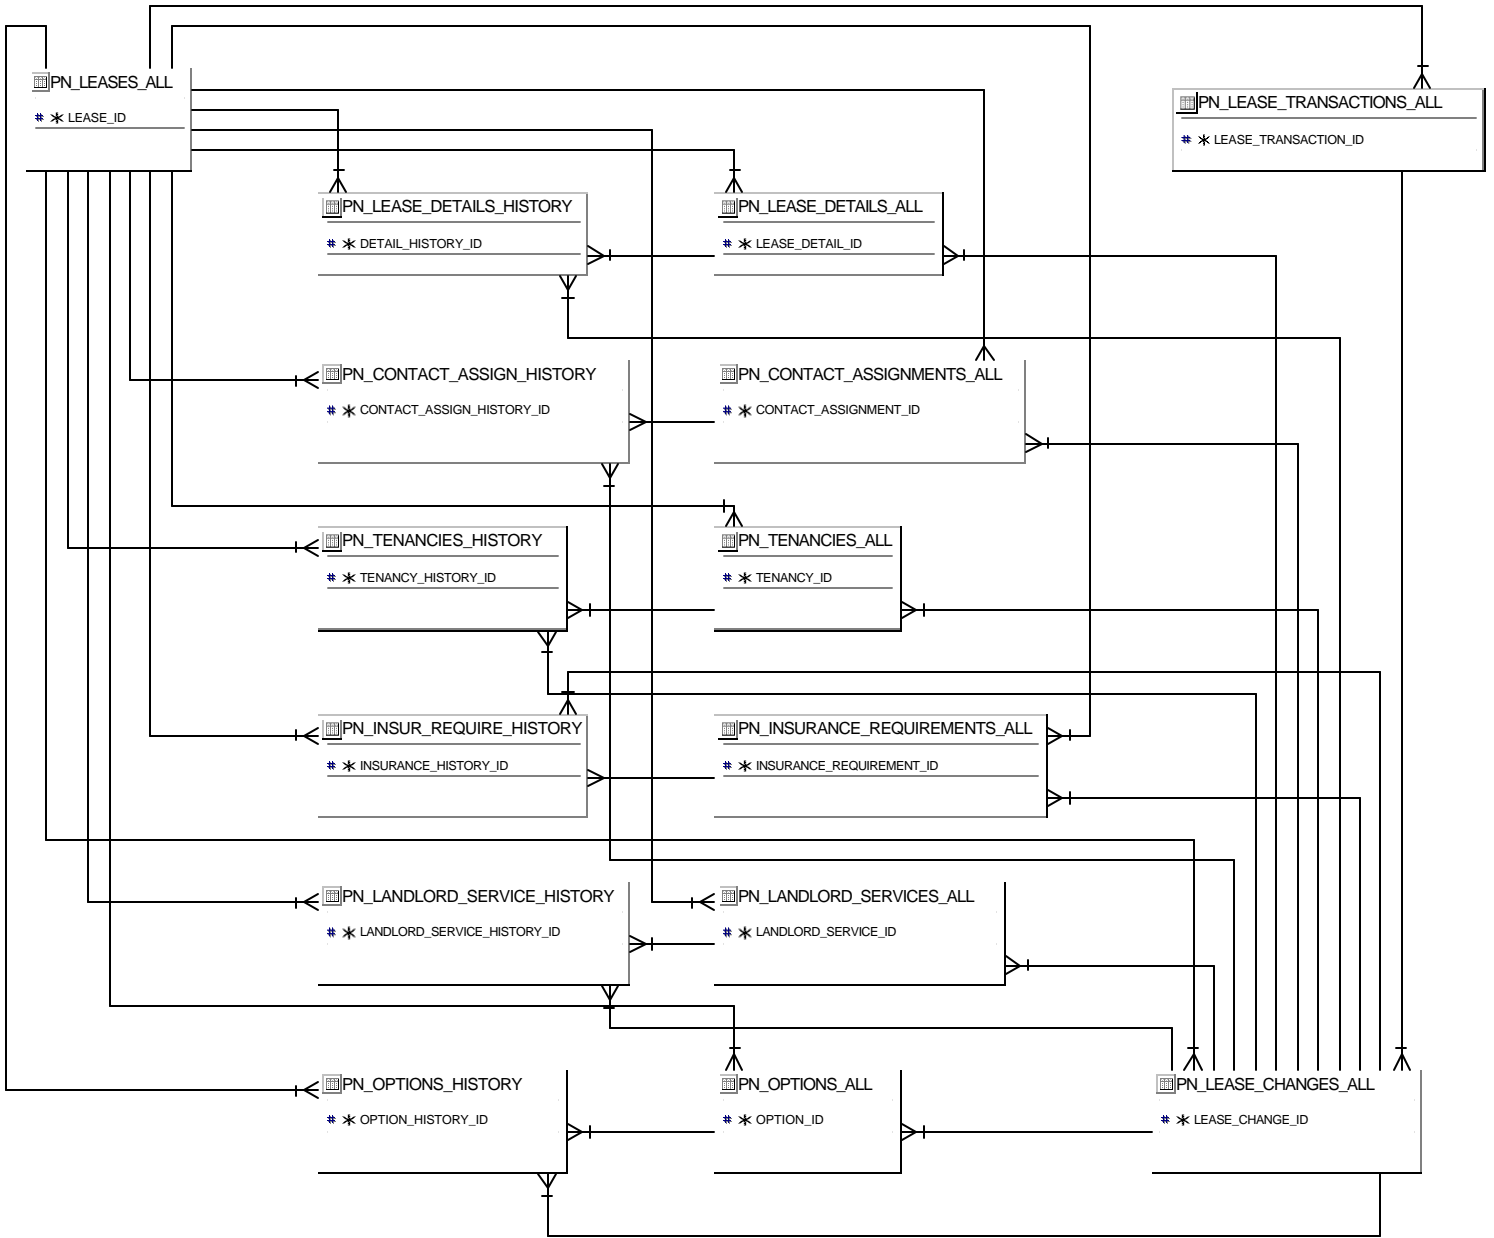 PN_LEASES_ALL
# * LEASE_ID
PN_LEASE_TRANSACTIONS_ALL
# * LEASE_TRANSACTION_ID
PN_LEASE_DETAILS_HISTORY
# * DETAIL_HISTORY_ID
PN_LEASE_DETAILS_ALL
# * LEASE_DETAIL_ID
PN_CONTACT_ASSIGN_HISTORY
# * CONTACT_ASSIGN_HISTORY_ID
PN_CONTACT_ASSIGNMENTS_ALL
# * CONTACT_ASSIGNMENT_ID
PN_TENANCIES_HISTORY
# * TENANCY_HISTORY_ID
PN_TENANCIES_ALL
# * TENANCY_ID
PN_INSUR_REQUIRE_HISTORY
# * INSURANCE_HISTORY_ID
PN_INSURANCE_REQUIREMENTS_ALL
# * INSURANCE_REQUIREMENT_ID
PN_LANDLORD_SERVICE_HISTORY
# * LANDLORD_SERVICE_HISTORY_ID
PN_LANDLORD_SERVICES_ALL
# * LANDLORD_SERVICE_ID
PN_OPTIONS_HISTORY
# * OPTION_HISTORY_ID
PN_OPTIONS_ALL
# * OPTION_ID
PN_LEASE_CHANGES_ALL
# * LEASE_CHANGE_ID